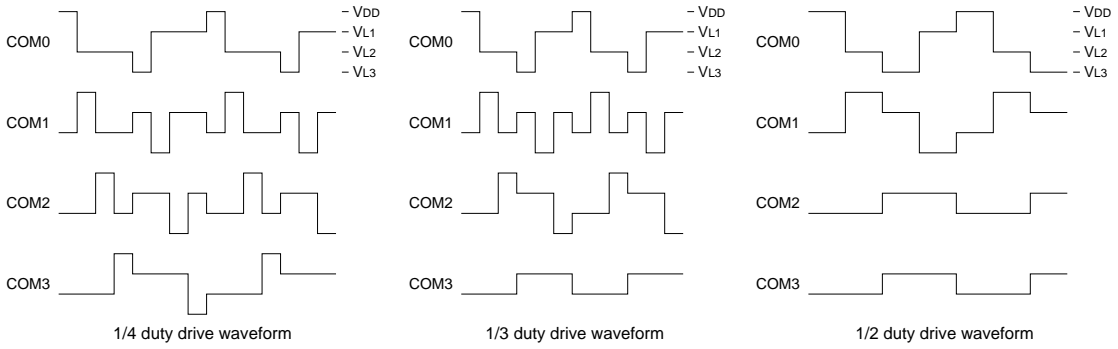 COM0
– VDD
– VL1
– VL2
– VL3
COM1
COM2
COM3
1/4 duty drive waveform
COM0
– VDD
– VL1
– VL2
– VL3
COM1
COM2
COM3
1/3 duty drive waveform
COM0
– VDD
– VL1
– VL2
– VL3
COM1
COM2
COM3
1/2 duty drive waveform